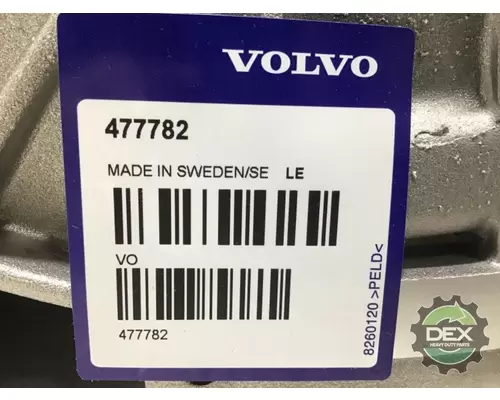 VOLVO
477782
MADE IN SWEDEN/SE LE
VO
477782
8260120 >PELD<
DEX
HEAVY DUTY PARTS